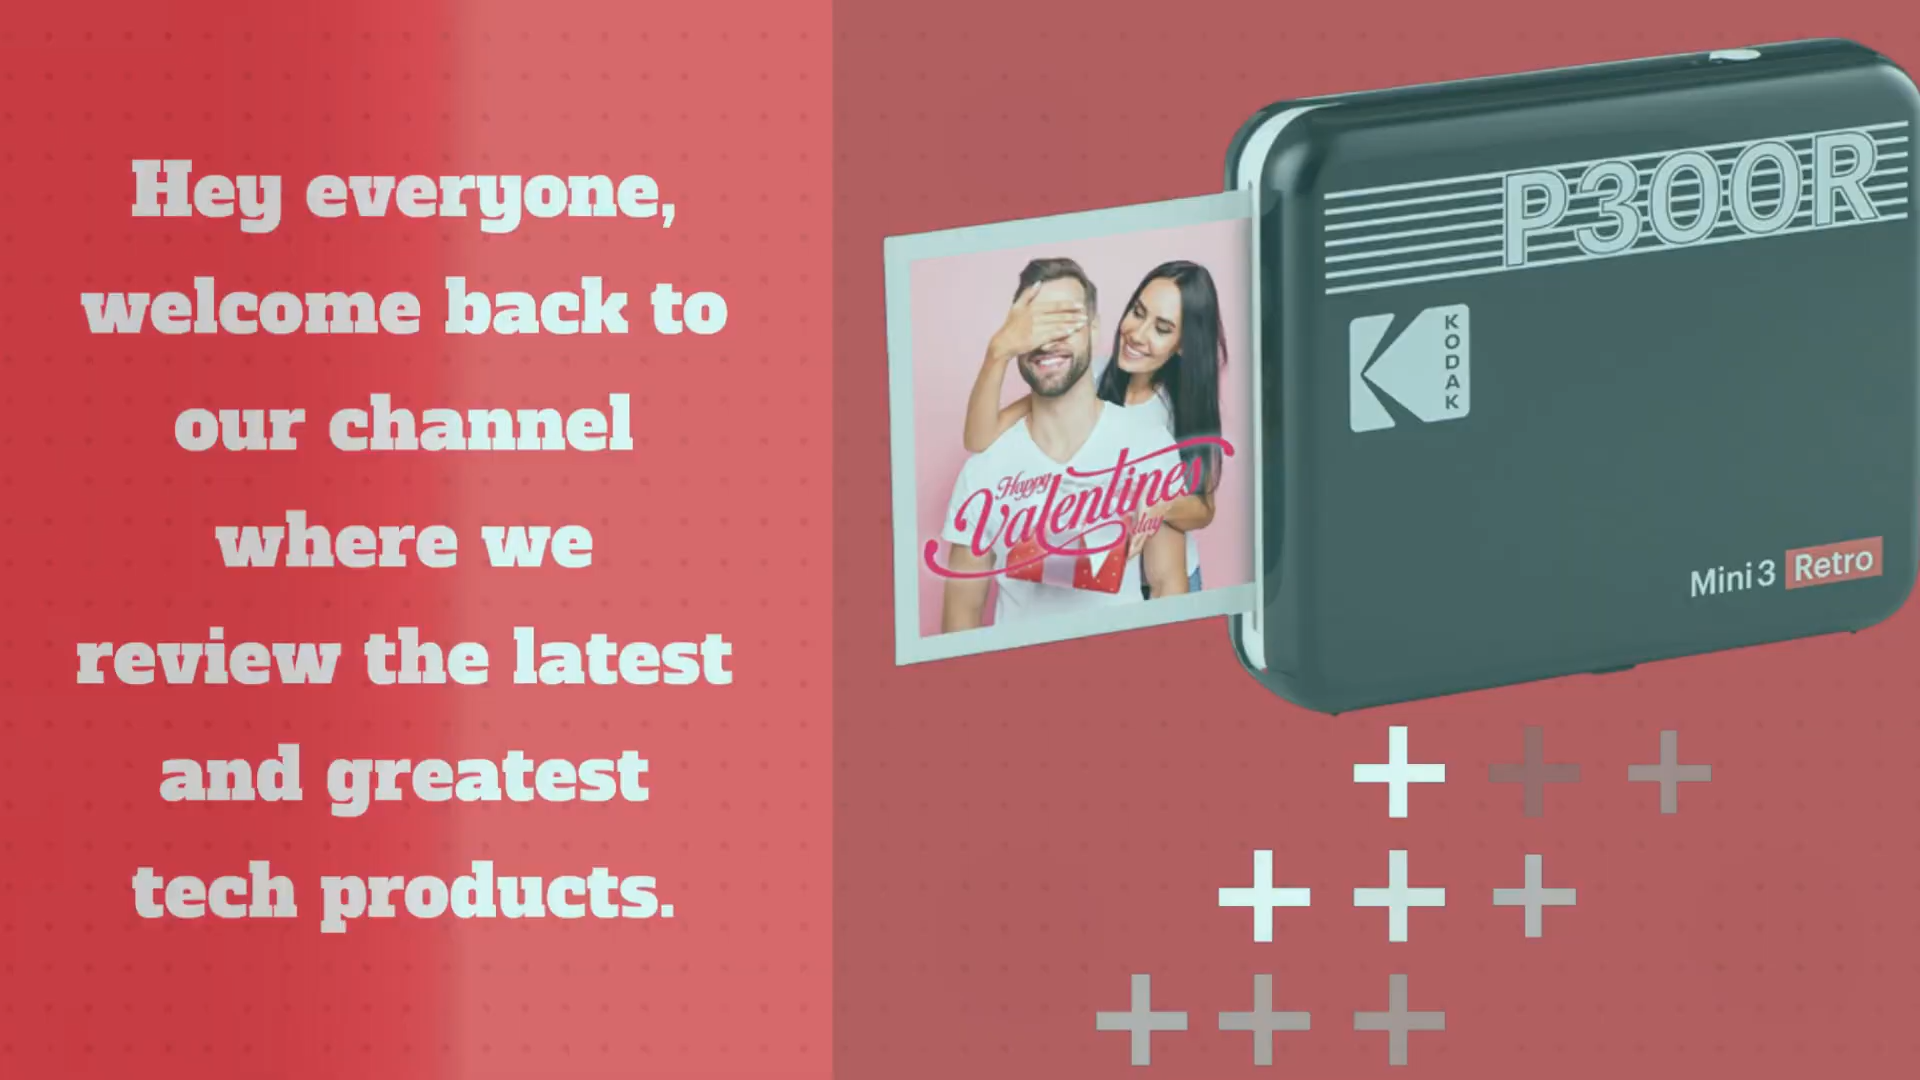 Hey everyone,
welcome back to
our channel
where we
review the latest
and greatest
tech products.
P300R
KODAK
Happy
Valentines
day
Mini 3 Retro